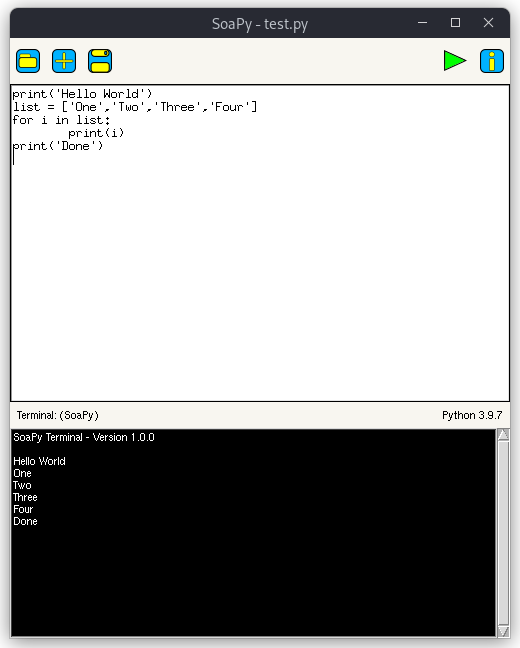 SoaPy - test.py
print('Hello World')
list = ['One','Two','Three','Four']
for i in list:
        print(i)
print('Done')
Terminal: (SoaPy)
Python 3.9.7
SoaPy Terminal - Version 1.0.0
Hello World
One
Two
Three
Four
Done